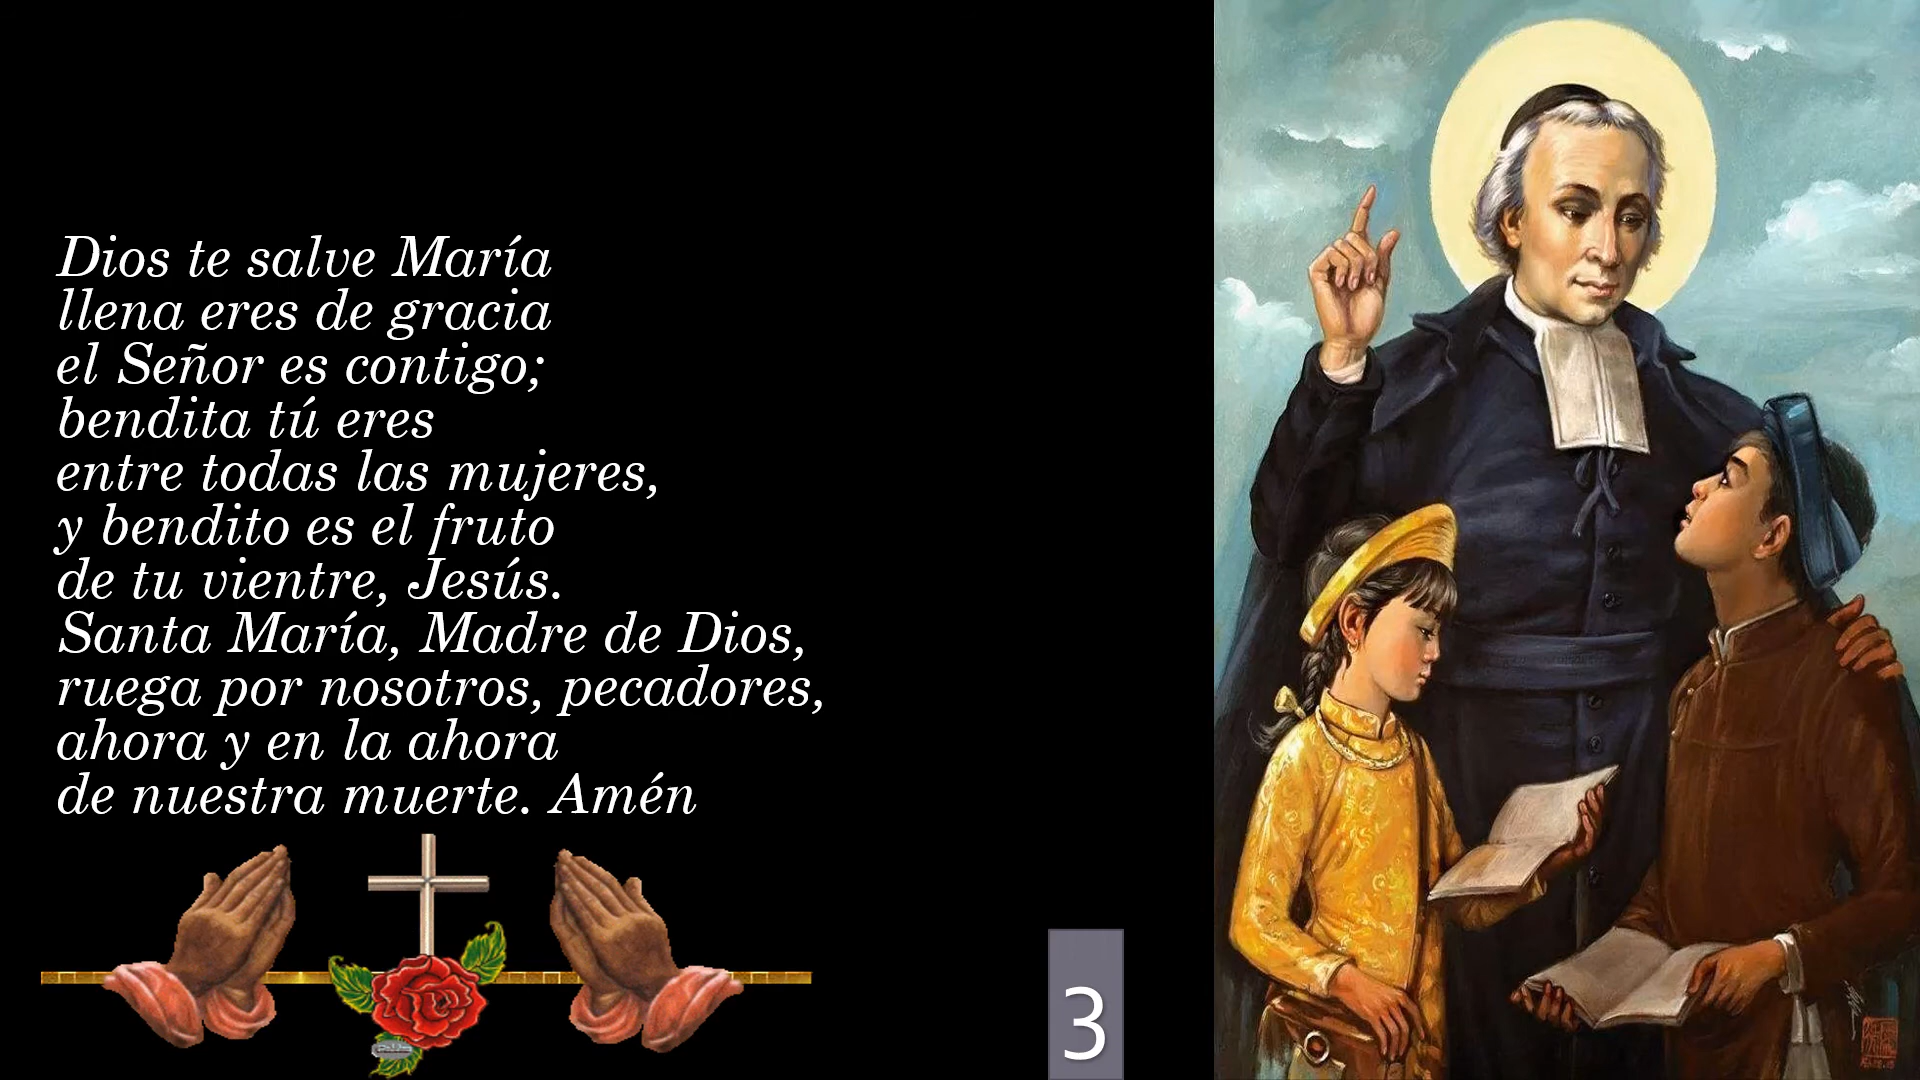 Dios te salve María
llena eres de gracia
el Señor es contigo;
bendita tú eres
entre todas las mujeres,
y bendito es el fruto
de tu vientre, Jesús.
Santa María, Madre de Dios,
ruega por nosotros, pecadores,
ahora y en la ahora
de nuestra muerte. Amén
3